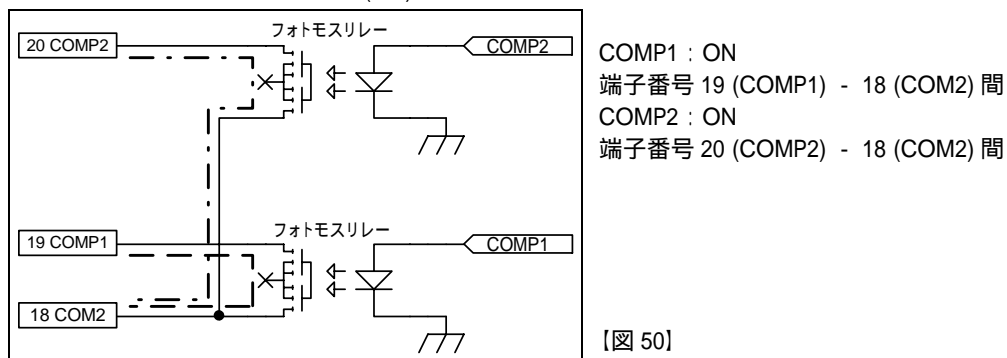 フォトモスリレー
20 COMP2
COMP2
COMP1 : ON
端子番号 19 (COMP1) - 18 (COM2) 間
COMP2 : ON
端子番号 20 (COMP2) - 18 (COM2) 間
フォトモスリレー
19 COMP1
COMP1
18 COM2
【図 50】